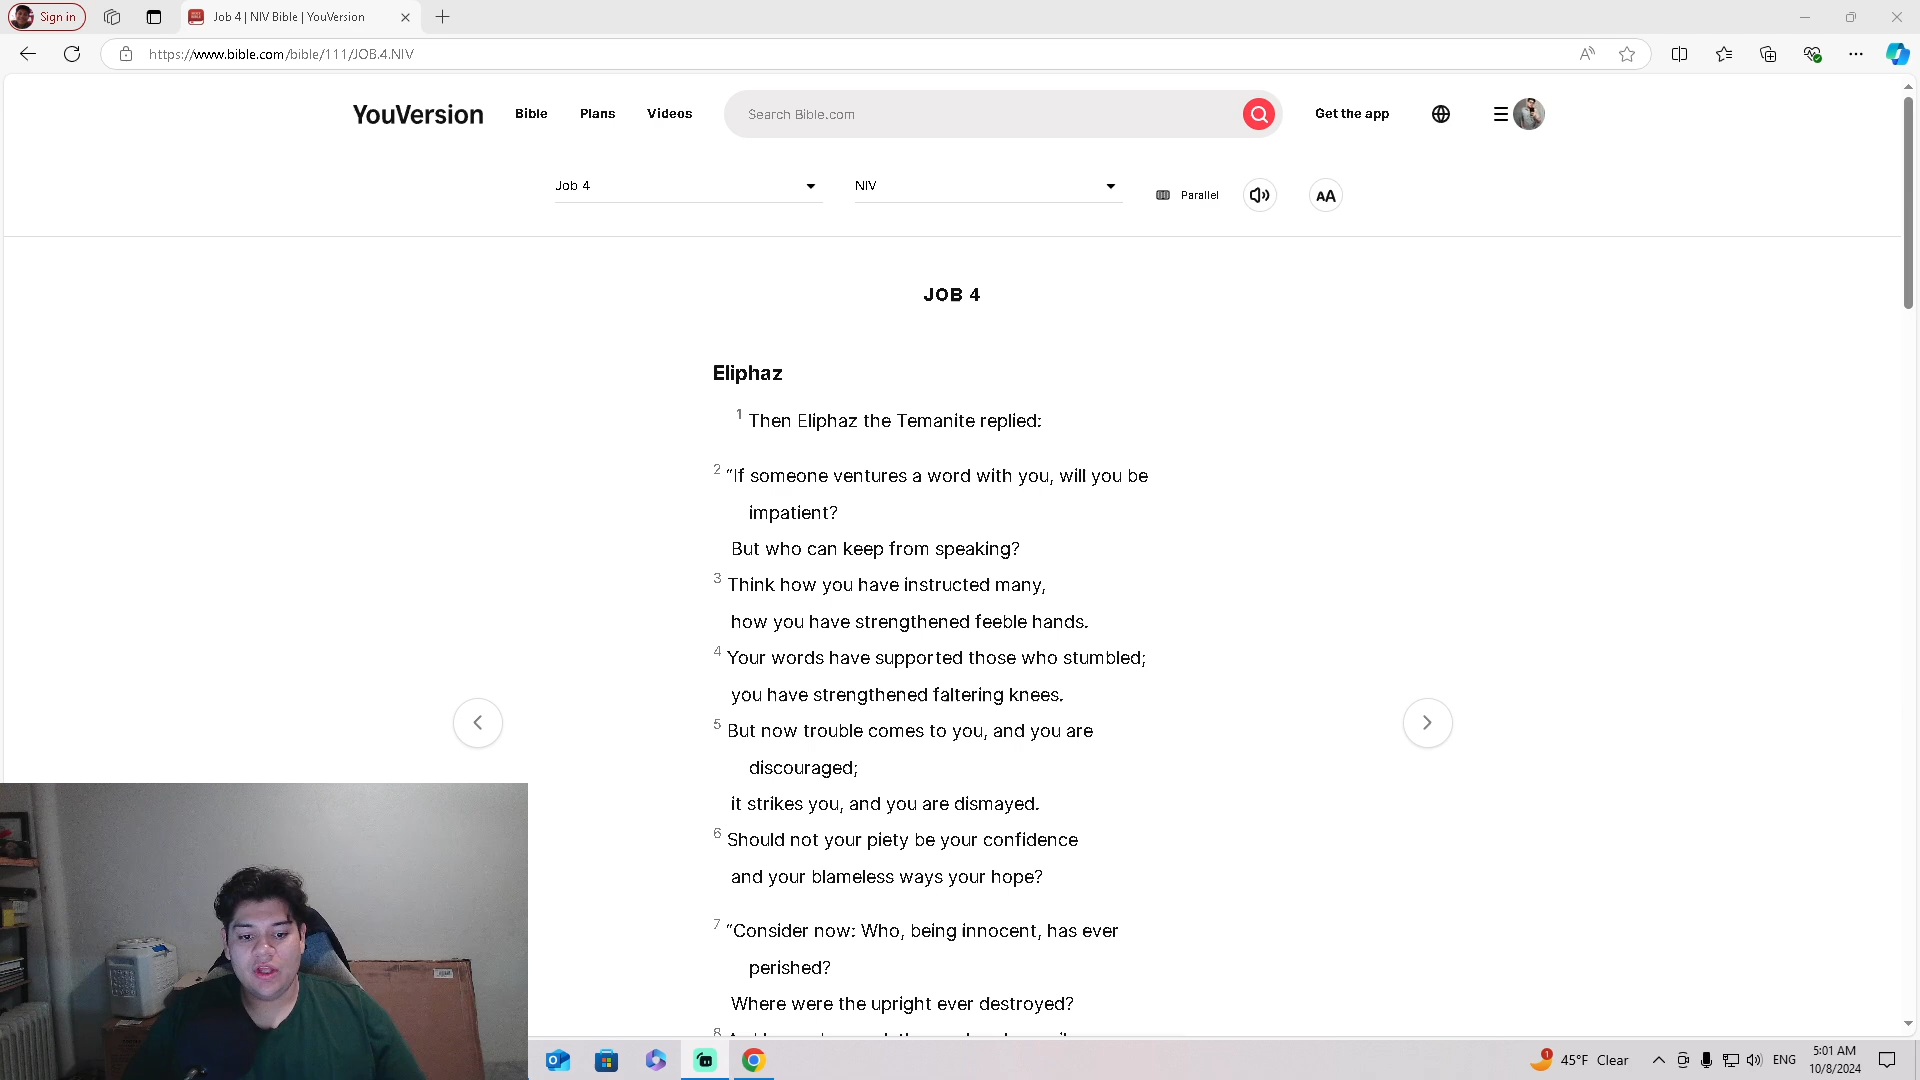 Sign in
Job 4 | NIV Bible | YouVersion
https://www.bible.com/bible/111/JOB.4.NIV
YouVersion
Bible
Plans
Videos
Search Bible.com
Get the app
Job 4
NIV
Parallel
AA
JOB 4
Eliphaz
1 Then Eliphaz the Temanite replied:
2 “If someone ventures a word with you, will you be
impatient?
But who can keep from speaking?
3 Think how you have instructed many,
how you have strengthened feeble hands.
4 Your words have supported those who stumbled;
you have strengthened faltering knees.
5 But now trouble comes to you, and you are
discouraged;
it strikes you, and you are dismayed.
6 Should not your piety be your confidence
and your blameless ways your hope?
7 “Consider now: Who, being innocent, has ever
perished?
Where were the upright ever destroyed?
8
1
45°F Clear
ENG
5:01 AM
10/8/2024